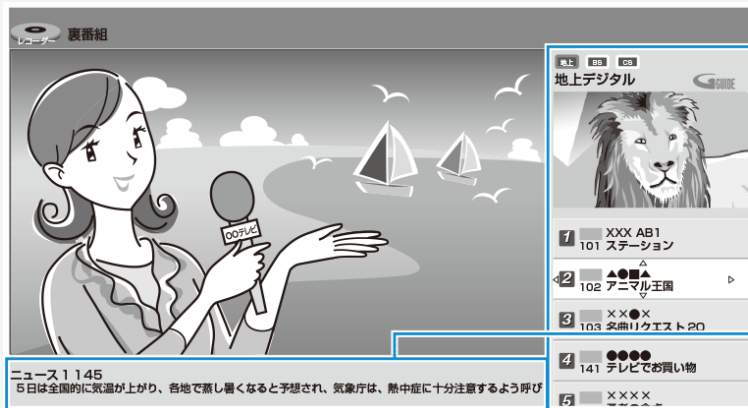 レコーダー 裏番組
地上 BS CS
地上デジタル
G GUIDE
〇〇テレビ
1 XXX AB1
101 ステーション
2 ▲●■▲
102 アニマル王国
3 ××●×
103 名曲リクエスト20
4 ●●●●
141 テレビでお買い物
5 ××××
ニュース1 145
5日は全国的に気温が上がり、各地で蒸し暑くなると予想され、気象庁は、熱中症に十分注意するよう呼び